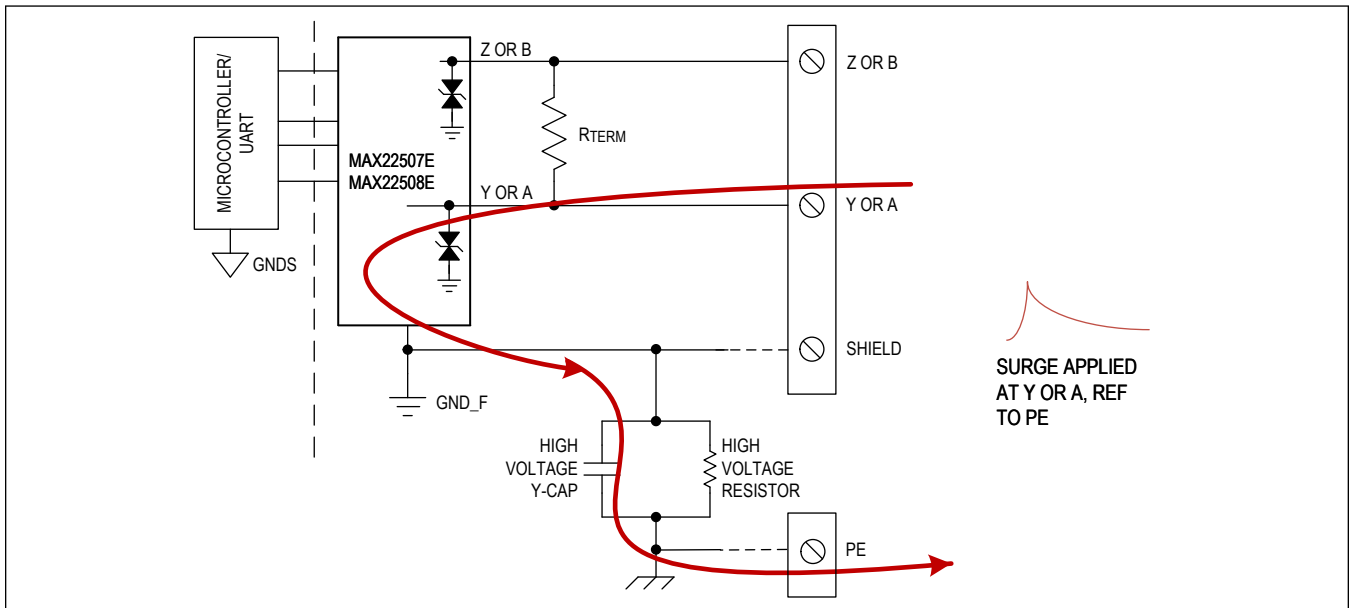 MICROCONTROLLER/
UART
GNDS
MAX22507E
MAX22508E
Z OR B
RTERM
Y OR A
Z OR B
Y OR A
SHIELD
GND_F
HIGH
VOLTAGE
Y-CAP
HIGH
VOLTAGE
RESISTOR
PE
SURGE APPLIED
AT Y OR A, REF
TO PE